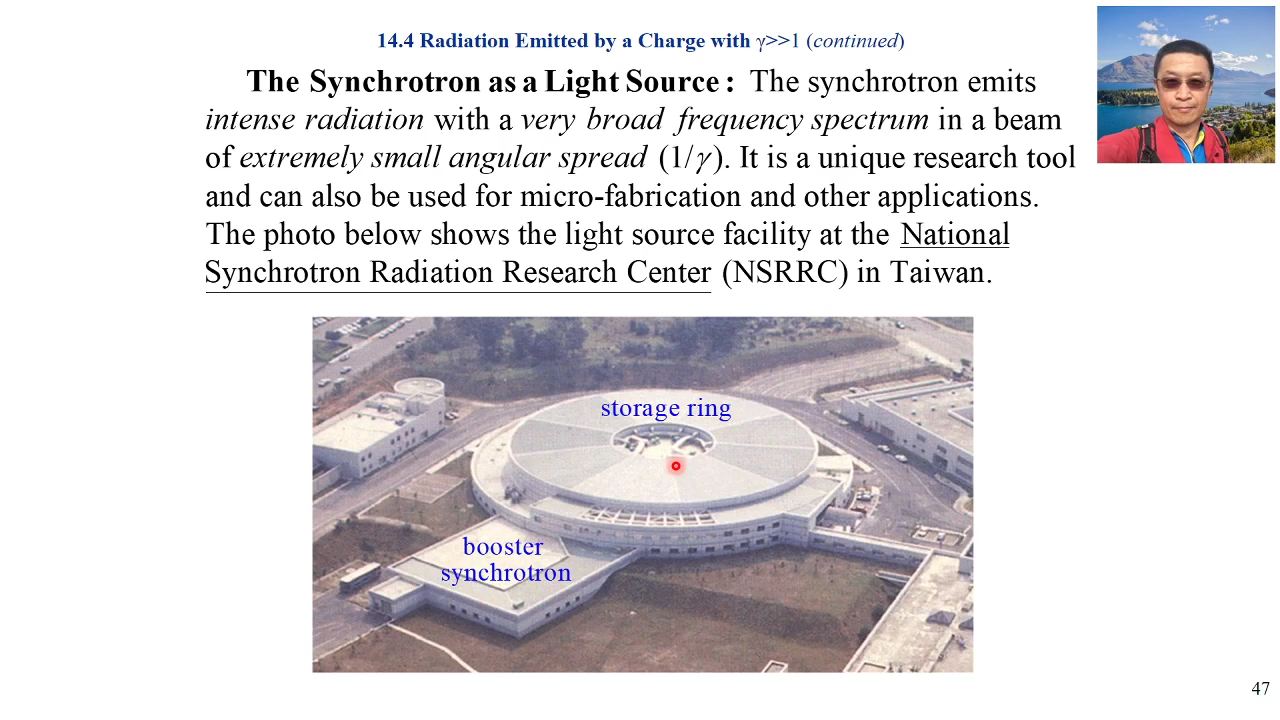 14.4 Radiation Emitted by a Charge with γ>>1 (continued)
The Synchrotron as a Light Source : The synchrotron emits
intense radiation with a very broad frequency spectrum in a beam
of extremely small angular spread (1/γ). It is a unique research tool
and can also be used for micro-fabrication and other applications.
The photo below shows the light source facility at the National
Synchrotron Radiation Research Center (NSRRC) in Taiwan.
storage ring
booster
synchrotron
47